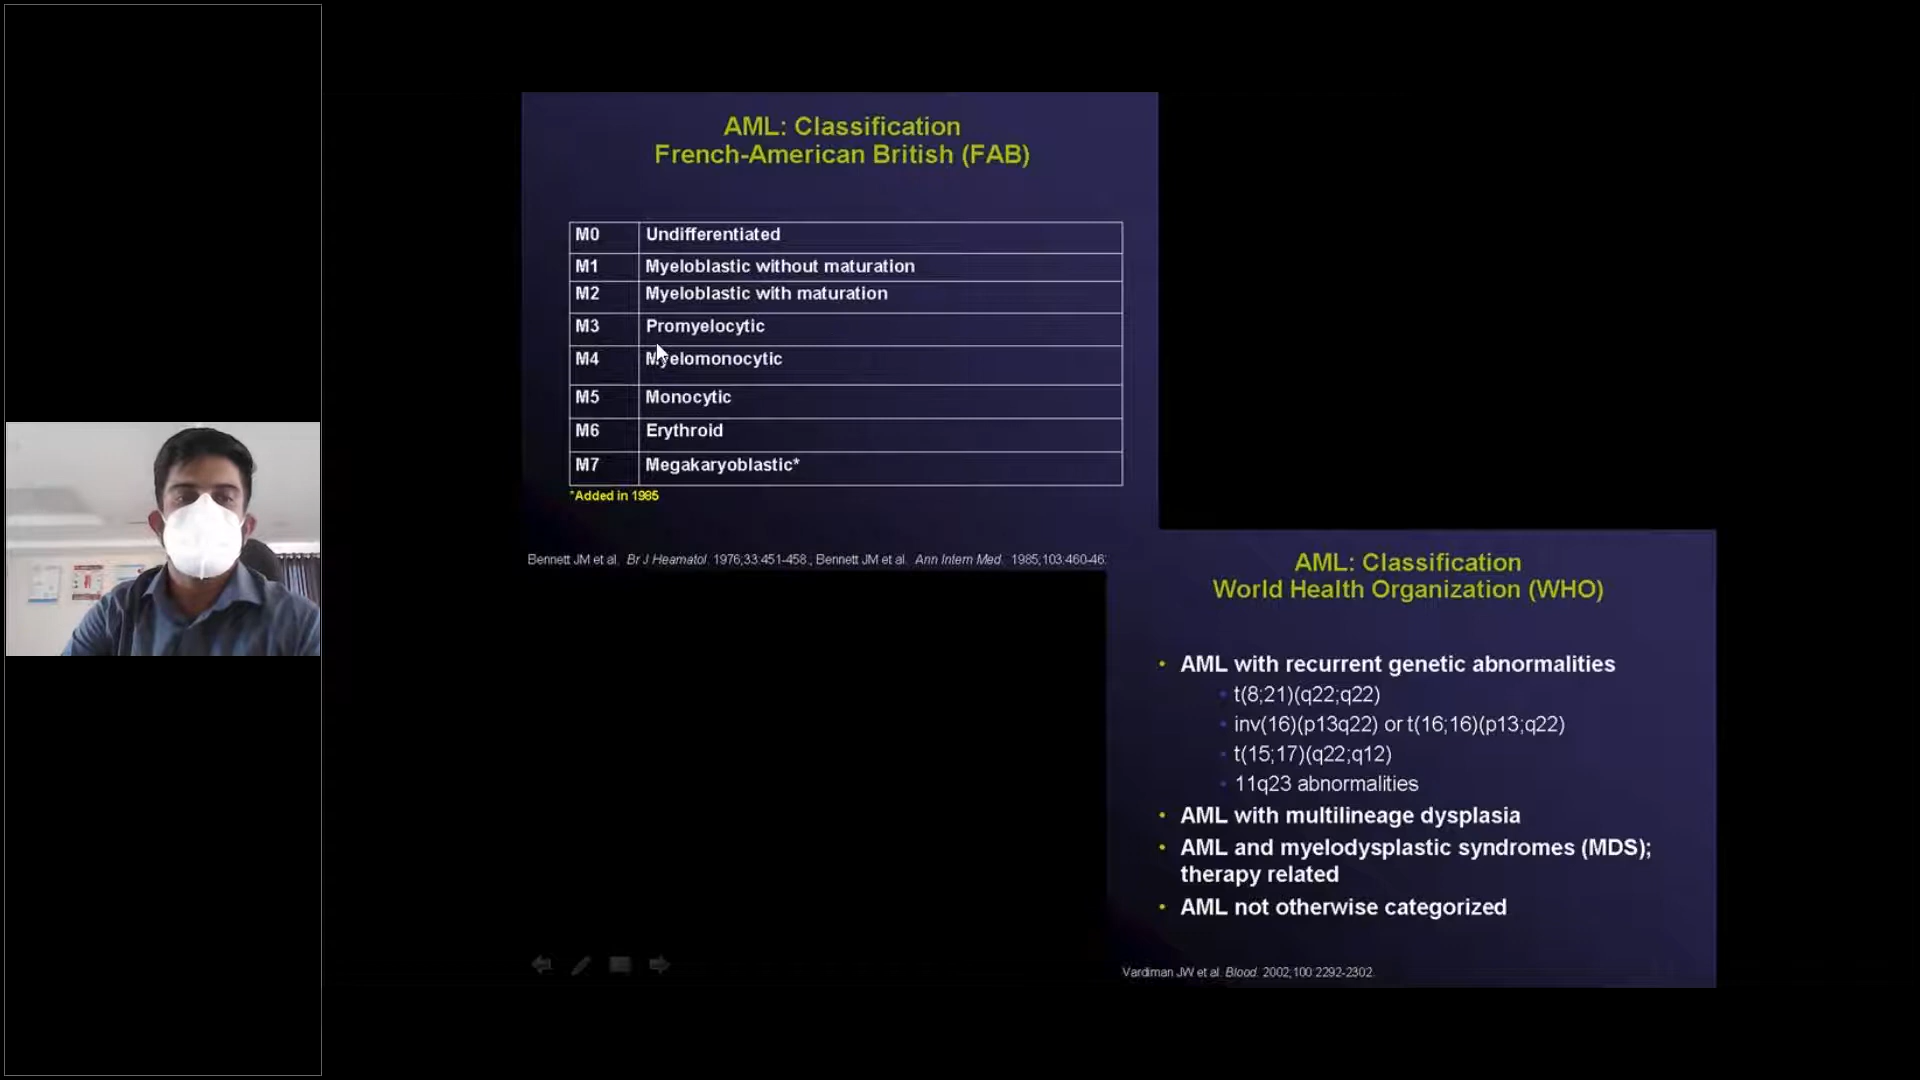 AML: Classification
French-American British (FAB)
M0 Undifferentiated
M1 Myeloblastic without maturation
M2 Myeloblastic with maturation
M3 Promyelocytic
M4 Myelomonocytic
M5 Monocytic
M6 Erythroid
M7 Megakaryoblastic*
*Added in 1985
Bennett JM et al. Br J Heamatol. 1976;33:451-458.; Bennett JM et al. Ann Intern Med. 1985;103:460-46
AML: Classification
World Health Organization (WHO)
• AML with recurrent genetic abnormalities
• t(8;21)(q22;q22)
• inv(16)(p13q22) or t(16;16)(p13;q22)
• t(15;17)(q22;q12)
• 11q23 abnormalities
• AML with multilineage dysplasia
• AML and myelodysplastic syndromes (MDS);
therapy related
• AML not otherwise categorized
Vardiman JW et al. Blood. 2002;100:2292-2302.